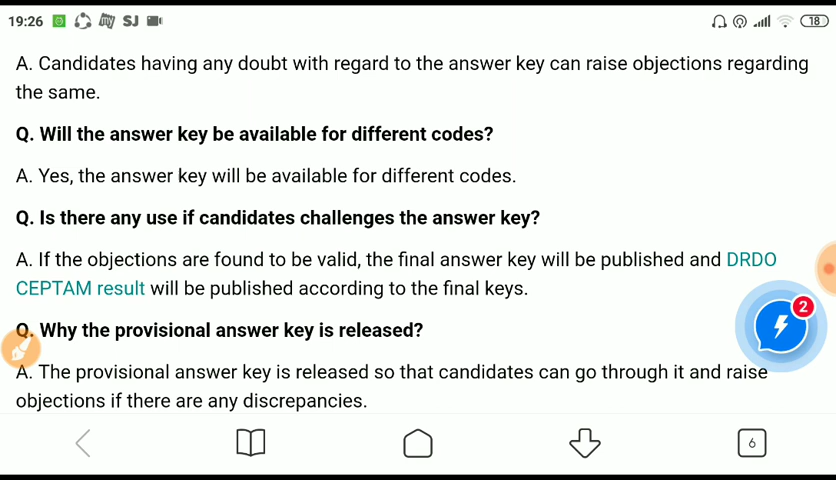 19:26 my SJ 18
A. Candidates having any doubt with regard to the answer key can raise objections regarding
the same.
Q. Will the answer key be available for different codes?
A. Yes, the answer key will be available for different codes.
Q. Is there any use if candidates challenges the answer key?
A. If the objections are found to be valid, the final answer key will be published and DRDO
CEPTAM result will be published according to the final keys.
2
Q. Why the provisional answer key is released?
A. The provisional answer key is released so that candidates can go through it and raise
objections if there are any discrepancies.
6